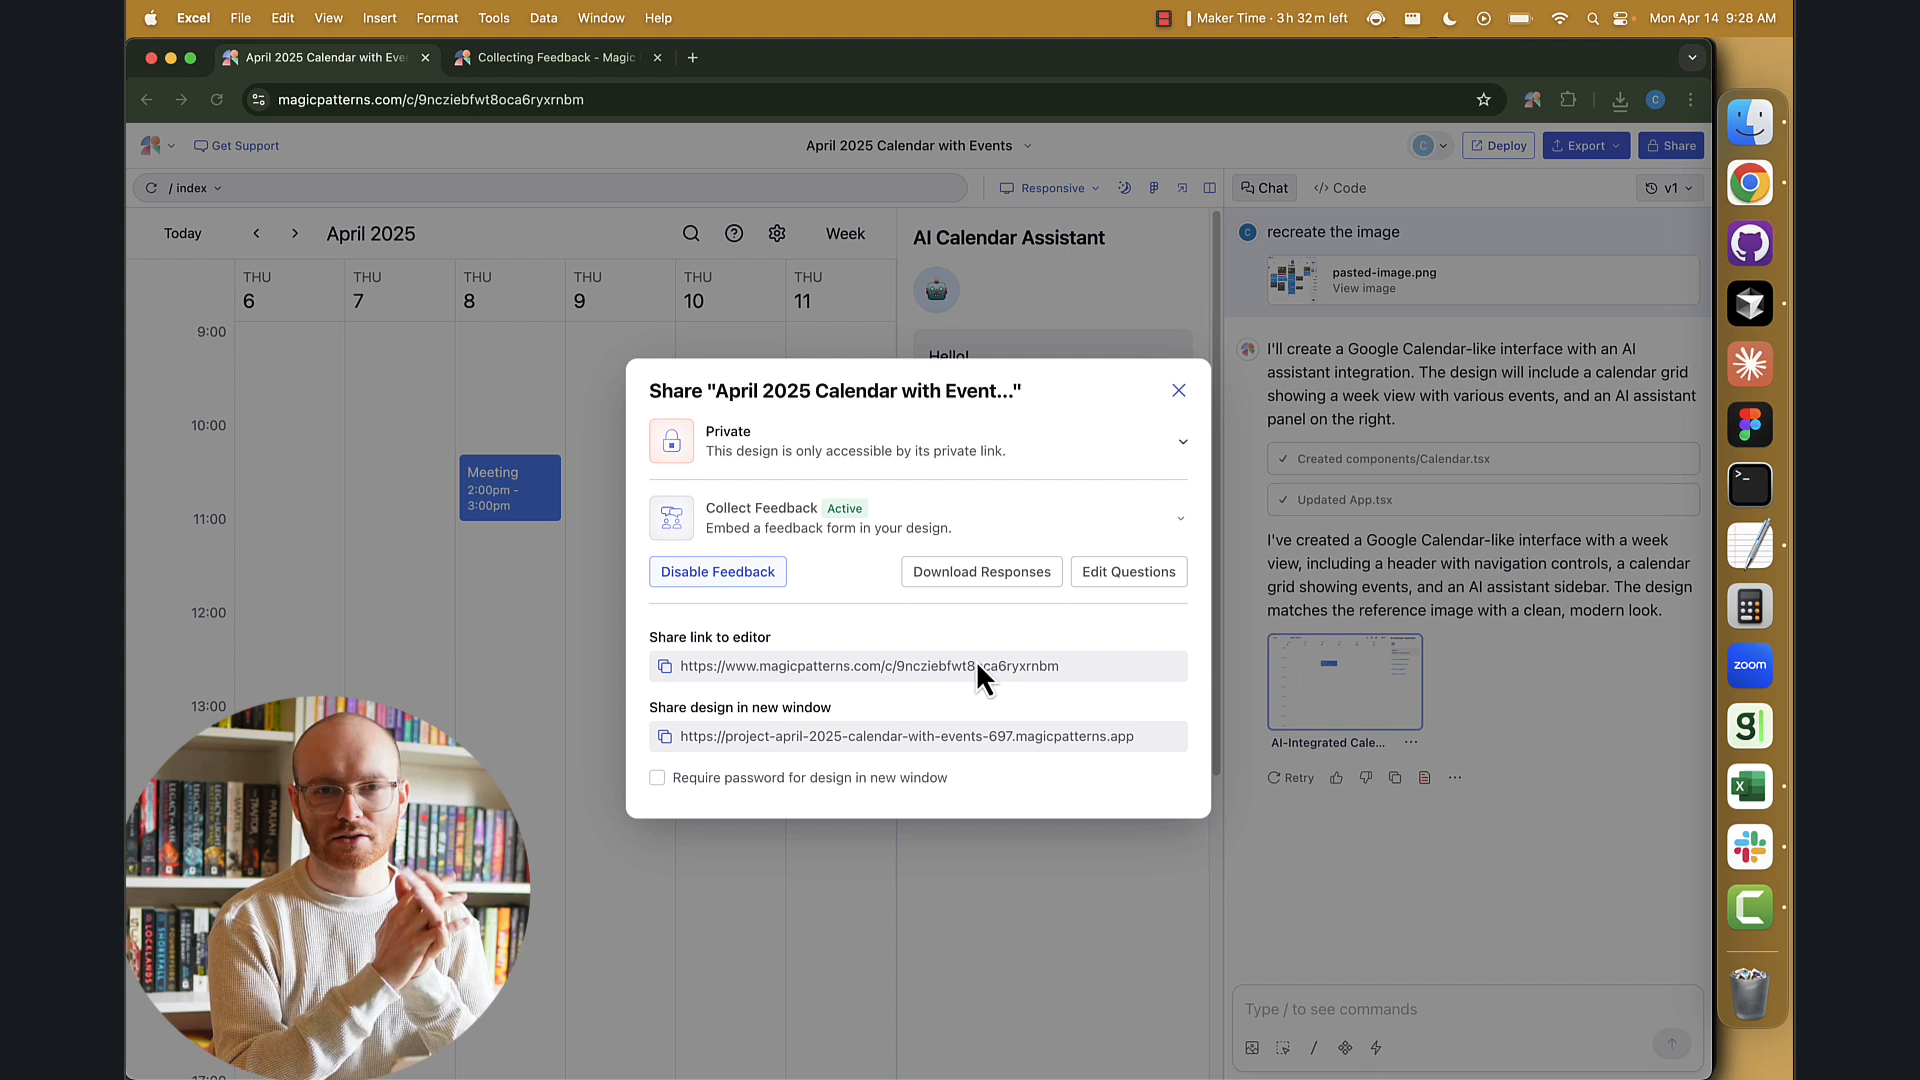 Excel File Edit View Insert Format Tools Data Window Help
Maker Time · 3h 32m left
Mon Apr 14 9:28 AM
April 2025 Calendar with Eve
Collecting Feedback - Magic
magicpatterns.com/c/9ncziebfwt8oca6ryxrnbm
C
Get Support
April 2025 Calendar with Events
C
Deploy
Export
Share
/ index
Responsive
Chat
</> Code
v1
Today
April 2025
Week
THU
6
THU
7
THU
8
THU
9
THU
10
THU
11
9:00
10:00
11:00
12:00
13:00
17:00
Meeting
2:00pm -
3:00pm
AI Calendar Assistant
Hello!
Share "April 2025 Calendar with Event..."
Private
This design is only accessible by its private link.
Collect Feedback Active
Embed a feedback form in your design.
Disable Feedback
Download Responses
Edit Questions
Share link to editor
https://www.magicpatterns.com/c/9ncziebfwt8oca6ryxrnbm
Share design in new window
https://project-april-2025-calendar-with-events-697.magicpatterns.app
Require password for design in new window
C
recreate the image
pasted-image.png
View image
I'll create a Google Calendar-like interface with an AI
assistant integration. The design will include a calendar grid
showing a week view with various events, and an AI assistant
panel on the right.
Created components/Calendar.tsx
Updated App.tsx
I've created a Google Calendar-like interface with a week
view, including a header with navigation controls, a calendar
grid showing events, and an AI assistant sidebar. The design
matches the reference image with a clean, modern look.
AI-Integrated Cale...
Retry
Type / to see commands
zoom
LEGACY
LOCKLANDS
SHOREFALL